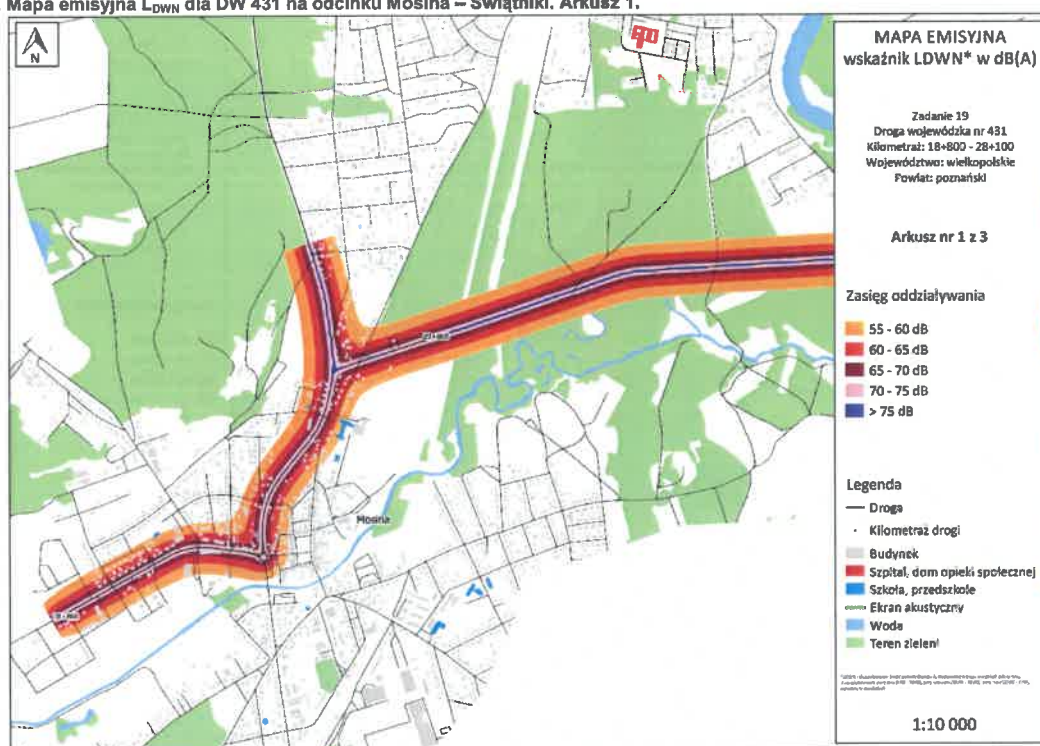 Mapa emisyjna LDWN dla DW 431 na odcinku Mosina – Świątniki. Arkusz 1.
N
MAPA EMISYJNA
wskaźnik LDWN* w dB(A)
Zadanie 19
Droga wojewódzka nr 431
Kilometraż: 18+800 - 28+100
Województwo: wielkopolskie
Powiat: poznański
Arkusz nr 1 z 3
Zasięg oddziaływania
55 - 60 dB
60 - 65 dB
65 - 70 dB
70 - 75 dB
> 75 dB
Legenda
Droga
Kilometraż drogi
Budynek
Szpital, dom opieki społecznej
Szkoła, przedszkole
Ekran akustyczny
Woda
Teren zieleni
1:10 000
Mosina